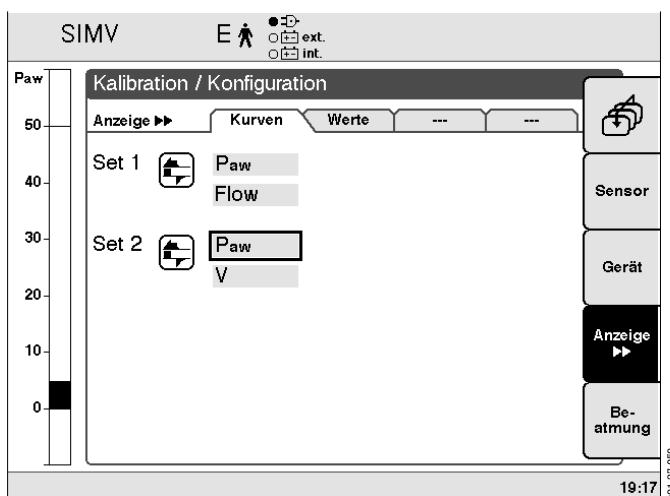 SIMV
E
ext.
int.
Paw
50
40
30
20
10
0
Kalibration / Konfiguration
Anzeige ▶▶
Kurven
Werte
---
---
Set 1
Paw
Flow
Set 2
Paw
V
Sensor
Gerät
Anzeige
▶▶
Be-
atmung
19:17